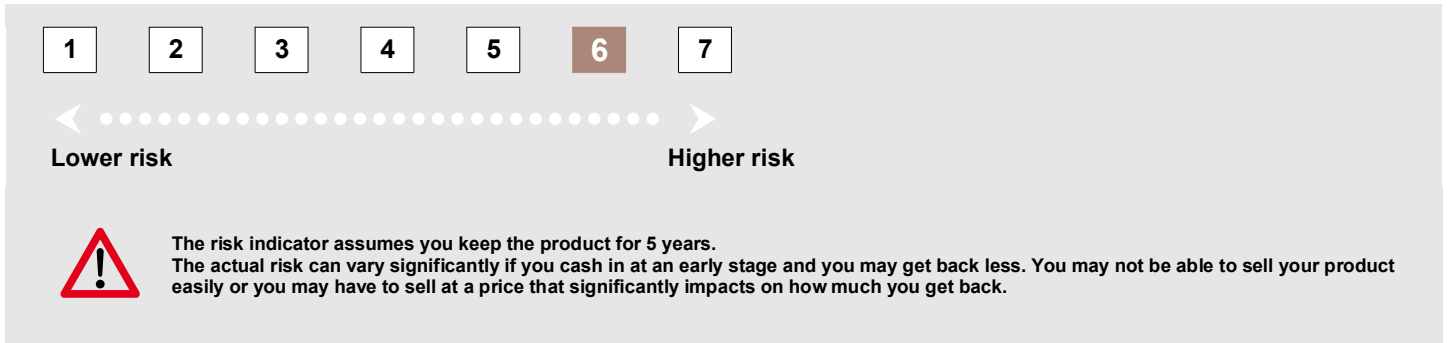 1 2 3 4 5 6 7
Lower risk Higher risk
The risk indicator assumes you keep the product for 5 years.
The actual risk can vary significantly if you cash in at an early stage and you may get back less. You may not be able to sell your product
easily or you may have to sell at a price that significantly impacts on how much you get back.